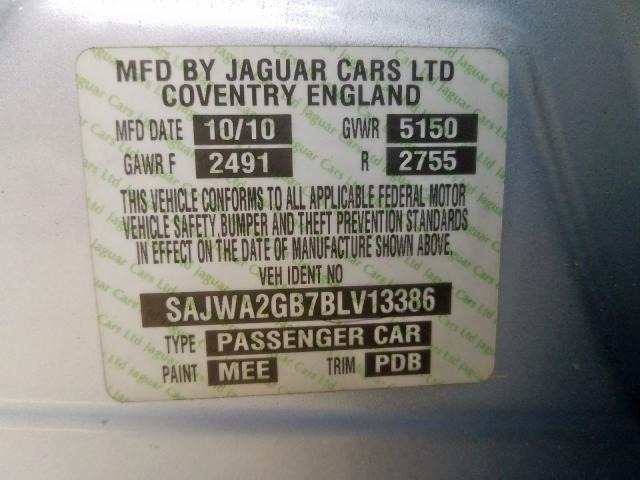 MFD BY JAGUAR CARS LTD
COVENTRY ENGLAND
MFD DATE 10/10 GVWR 5150
GAWR F 2491 R 2755
THIS VEHICLE CONFORMS TO ALL APPLICABLE FEDERAL MOTOR
VEHICLE SAFETY, BUMPER AND THEFT PREVENTION STANDARDS
IN EFFECT ON THE DATE OF MANUFACTURE SHOWN ABOVE.
VEH IDENT NO
SAJWA2GB7BLV13386
TYPE PASSENGER CAR
PAINT MEE TRIM PDB